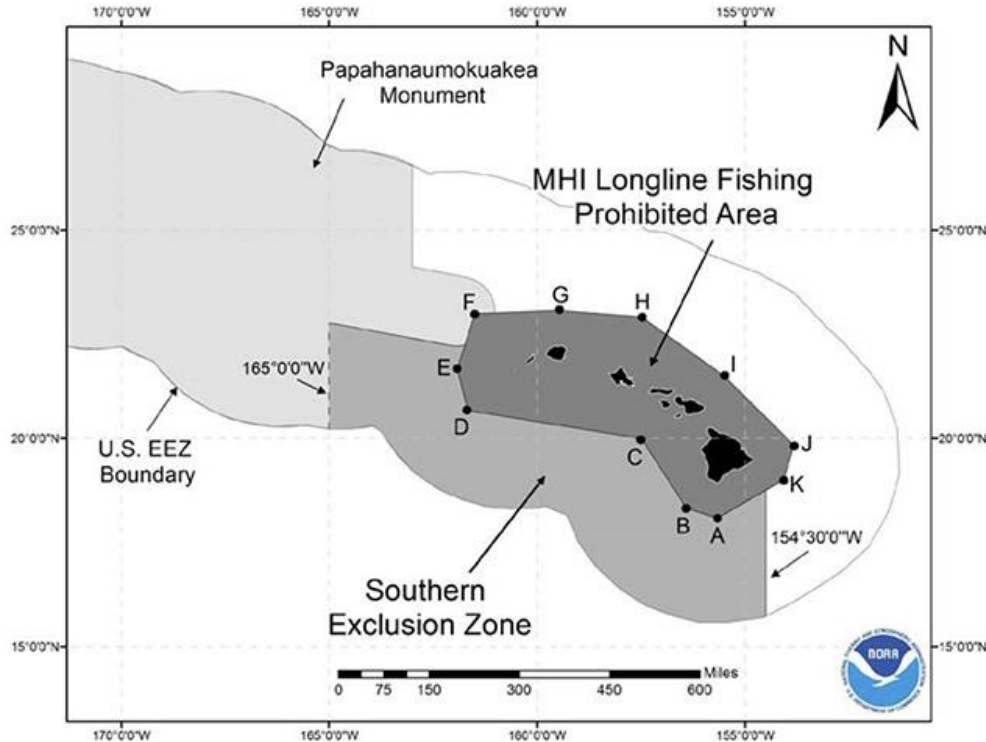 170°0'0"W 165°0'0"W 160°0'0"W 155°0'0"W
N
Papahanaumokuakea
Monument
MHI Longline Fishing
Prohibited Area
25°0'0"N 25°0'0"N
F G H
165°0'0"W
E I
D
20°0'0"N 20°0'0"N
U.S. EEZ
Boundary
C J
K
B A
154°30'0"W
Southern
Exclusion Zone
15°0'0"N 15°0'0"N
Miles
0 75 150 300 450 600
NOAA
170°0'0"W 165°0'0"W 160°0'0"W 155°0'0"W